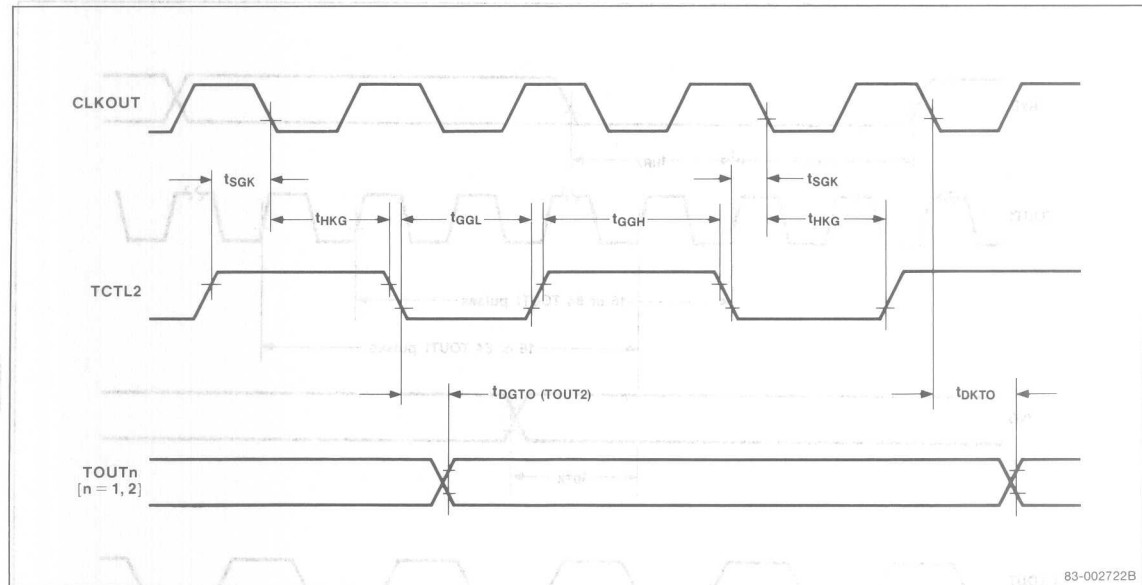 CLKOUT
tSGK
tSGK
tHKG
tGGL
tGGH
tHKG
TCTL2
tDGTO (TOUT2)
tDKTO
TOUTn
[n = 1, 2]
83-002722B